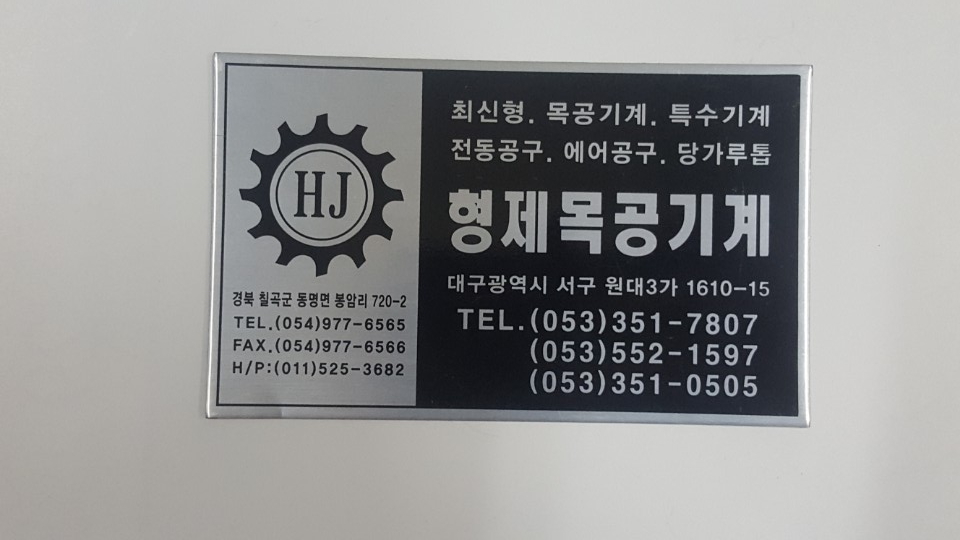 HJ
경북 칠곡군 동명면 봉암리 720-2
TEL.(054)977-6565
FAX.(054)977-6566
H/P:(011)525-3682
최신형. 목공기계. 특수기계
전동공구. 에어공구. 당가루톱
형제목공기계
대구광역시 서구 원대3가 1610-15
TEL.(053)351-7807
(053)552-1597
(053)351-0505